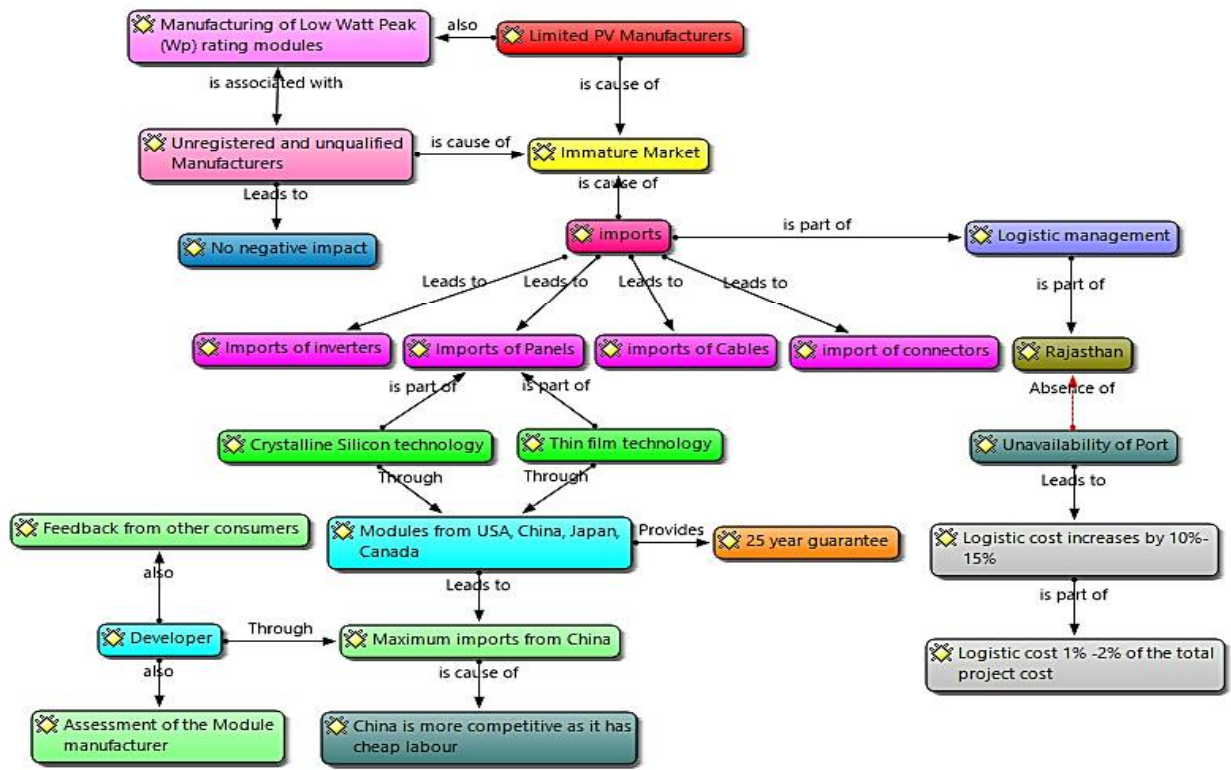 Manufacturing of Low Watt Peak
(Wp) rating modules
also
Limited PV Manufacturers
is associated with
is cause of
Unregistered and unqualified
Manufacturers
is cause of
Immature Market
Leads to
is cause of
No negative impact
imports
is part of
Logistic management
Leads to
Leads to
Leads to
Leads to
is part of
Imports of inverters
Imports of Panels
imports of Cables
import of connectors
Rajasthan
is part of
is part of
Absence of
Crystalline Silicon technology
Thin film technology
Unavailability of Port
Through
Through
Leads to
Feedback from other consumers
Modules from USA, China, Japan,
Canada
Provides
25 year guarantee
Logistic cost increases by 10%-
15%
also
Leads to
is part of
Developer
Through
Maximum imports from China
Logistic cost 1% -2% of the total
project cost
also
is cause of
Assessment of the Module
manufacturer
China is more competitive as it has
cheap labour